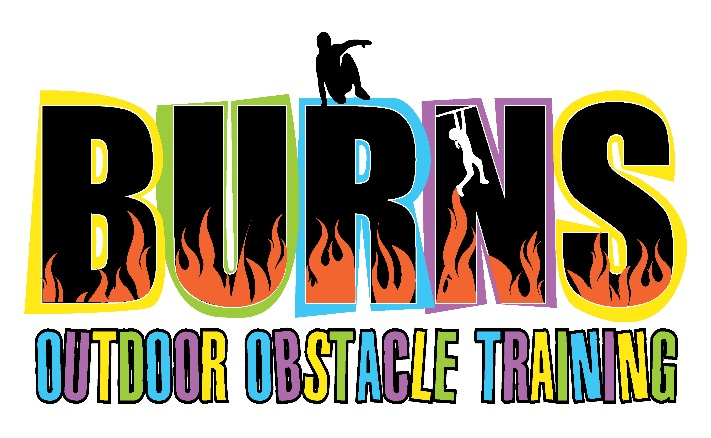 BURNS
OUTDOOR OBSTACLE TRAINING